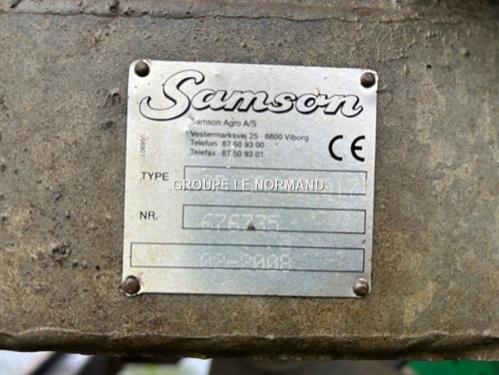 Samson
Samson Agro A/S
Vestermarksvej 25 - 8800 Viborg
Telefon 87 50 93 00
Telefax 87 50 93 01
CE
TYPE
GROUPE LE NORMAND
NR. 676735
02-2008